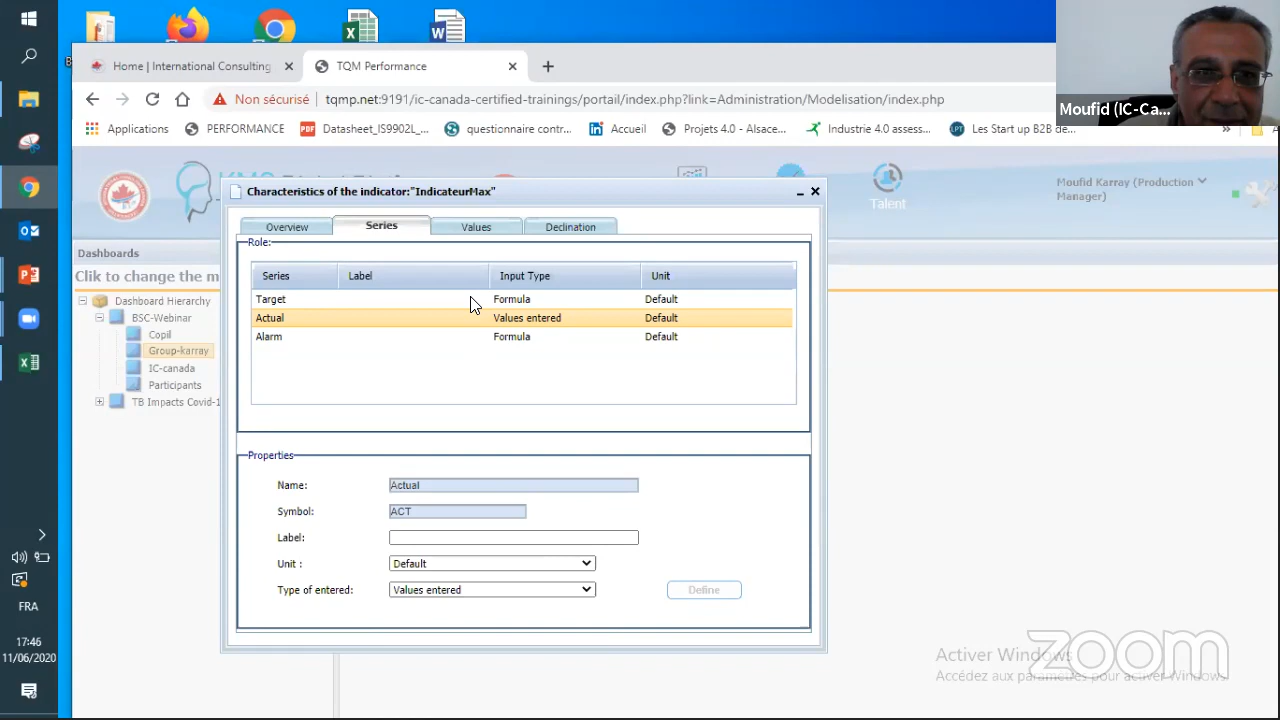 Home | International Consulting
TQM Performance
Non sécurisé
tqmp.net:9191/ic-canada-certified-trainings/portail/index.php?link=Administration/Modelisation/index.php
Applications
PERFORMANCE
PDF
Datasheet_IS9902L_...
questionnaire contr...
Accueil
Projets 4.0 - Alsace...
Industrie 4.0 assess...
LPT
Les Start up B2B de...
»
Moufid (IC-Ca...
Moufid Karray (Production Manager)
Talent
Dashboards
Clik to change the m
Dashboard Hierarchy
BSC-Webinar
Copil
Group-karray
IC-canada
Participants
TB Impacts Covid-1
Characteristics of the indicator:"IndicateurMax"
Overview
Series
Values
Declination
Role:
Series Label Input Type Unit
Target Formula Default
Actual Values entered Default
Alarm Formula Default
Properties
Name: Actual
Symbol: ACT
Label:
Unit : Default
Type of entered: Values entered
Define
FRA
17:46
11/06/2020
Activer Windows
Accédez aux paramètres pour activer Windows.
zoom